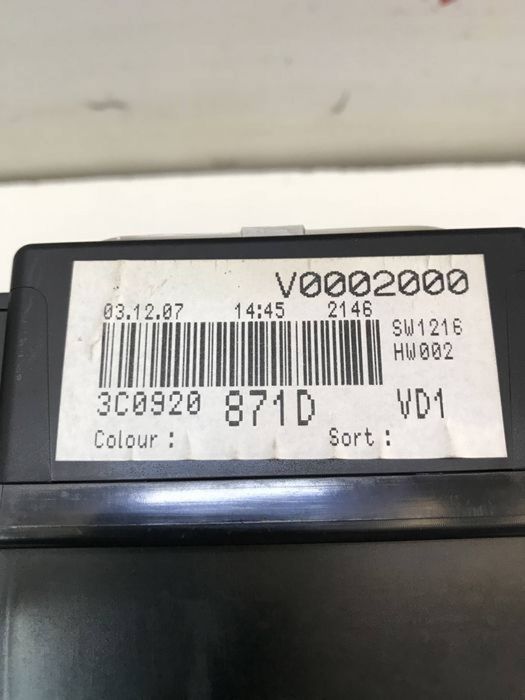 V0002000
03.12.07 14:45 2146
SW1216
HW002
3C0920 871D VD1
Colour : Sort :